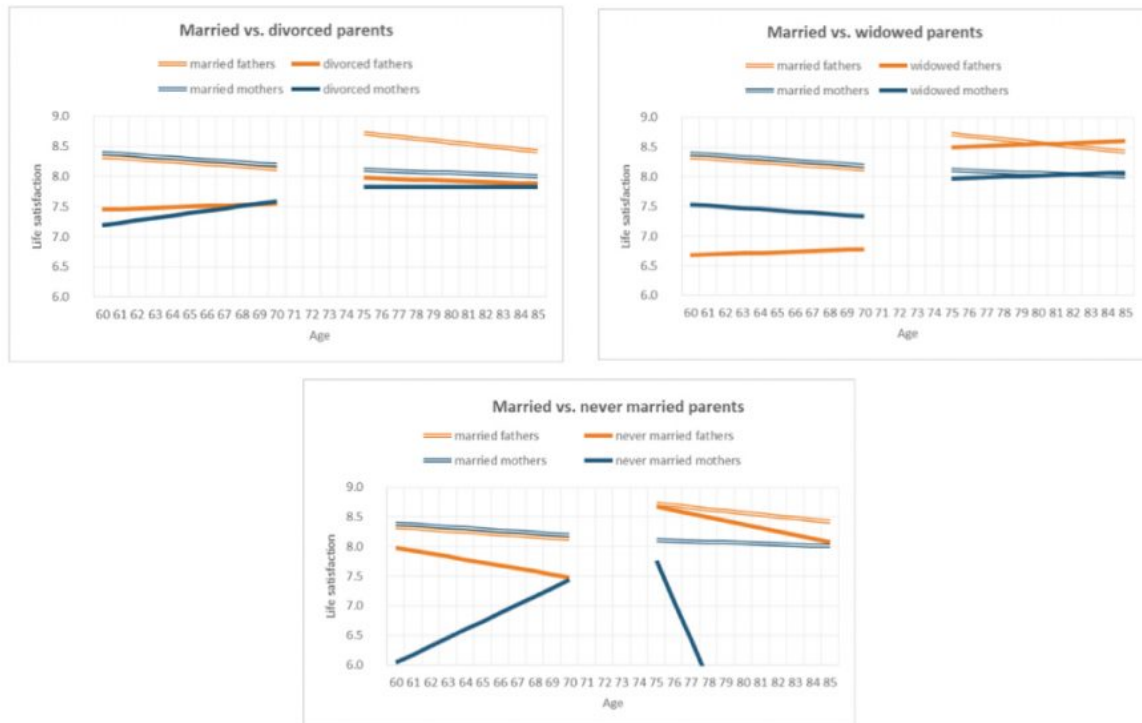 Married vs. divorced parents
married fathers divorced fathers
married mothers divorced mothers
9.0
8.5
8.0
7.5
7.0
6.5
6.0
Life satisfaction
60 61 62 63 64 65 66 67 68 69 70 71 72 73 74 75 76 77 78 79 80 81 82 83 84 85
Age
Married vs. widowed parents
married fathers widowed fathers
married mothers widowed mothers
9.0
8.5
8.0
7.5
7.0
6.5
6.0
Life satisfaction
60 61 62 63 64 65 66 67 68 69 70 71 72 73 74 75 76 77 78 79 80 81 82 83 84 85
Age
Married vs. never married parents
married fathers never married fathers
married mothers never married mothers
9.0
8.5
8.0
7.5
7.0
6.5
6.0
Life satisfaction
60 61 62 63 64 65 66 67 68 69 70 71 72 73 74 75 76 77 78 79 80 81 82 83 84 85
Age